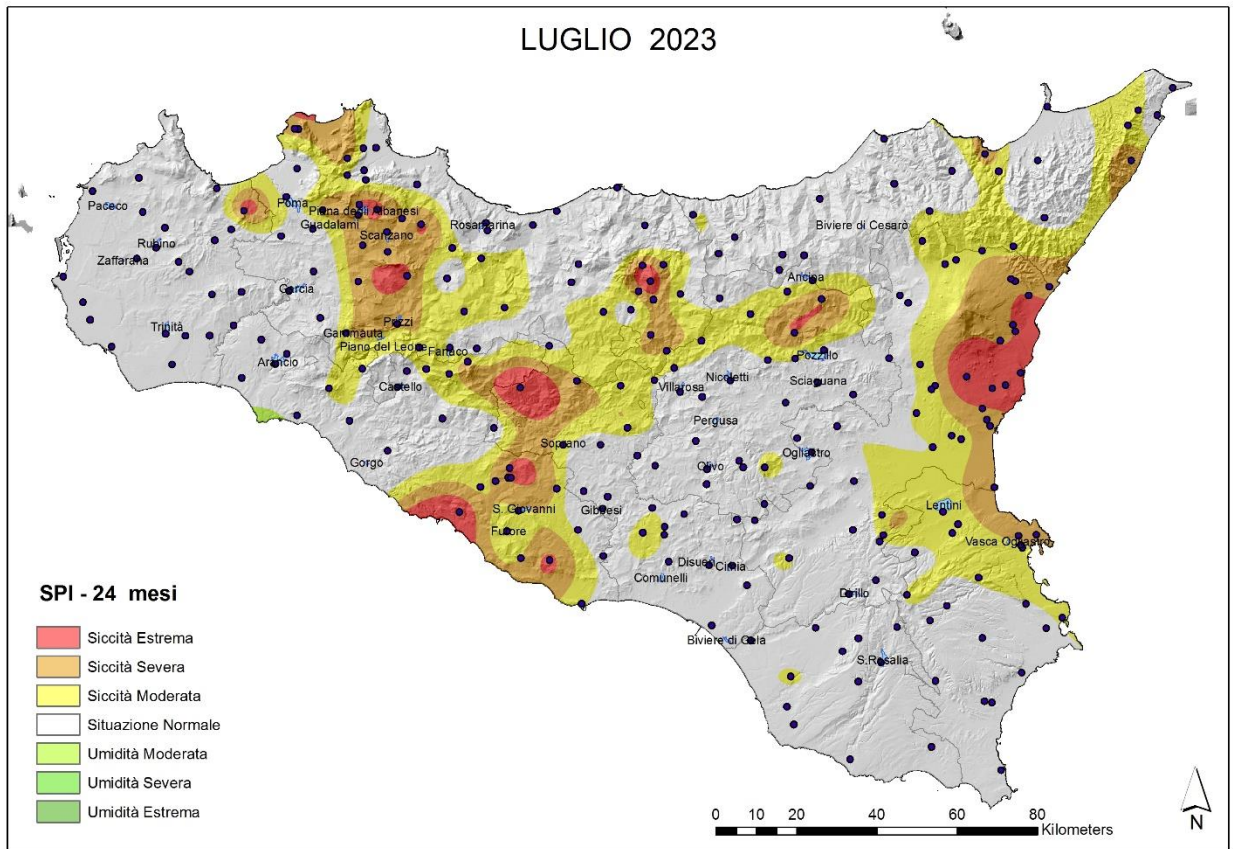 LUGLIO 2023
Paceco
Poma
Piana degli Albanesi
Guadalami
Rosamarina
Biviere di Cesarò
Rubino
Scanzano
Zaffarana
Garcia
Ancipa
Trinità
Prizzi
Gammauta
Piano del Leone
Fanaco
Pozzillo
Arancio
Castello
Villarosa
Nicoletti
Sciaguana
Pergusa
Soprano
Gorgo
Olivo
Ogliastro
S. Giovanni
Gibbesi
Lentini
Furore
Vasca Ogliastro
Disueri
Cimia
Comunelli
Dirillo
Biviere di Gela
S.Rosalia
SPI - 24 mesi
Siccità Estrema
Siccità Severa
Siccità Moderata
Situazione Normale
Umidità Moderata
Umidità Severa
Umidità Estrema
0 10 20 40 60 80
Kilometers
N